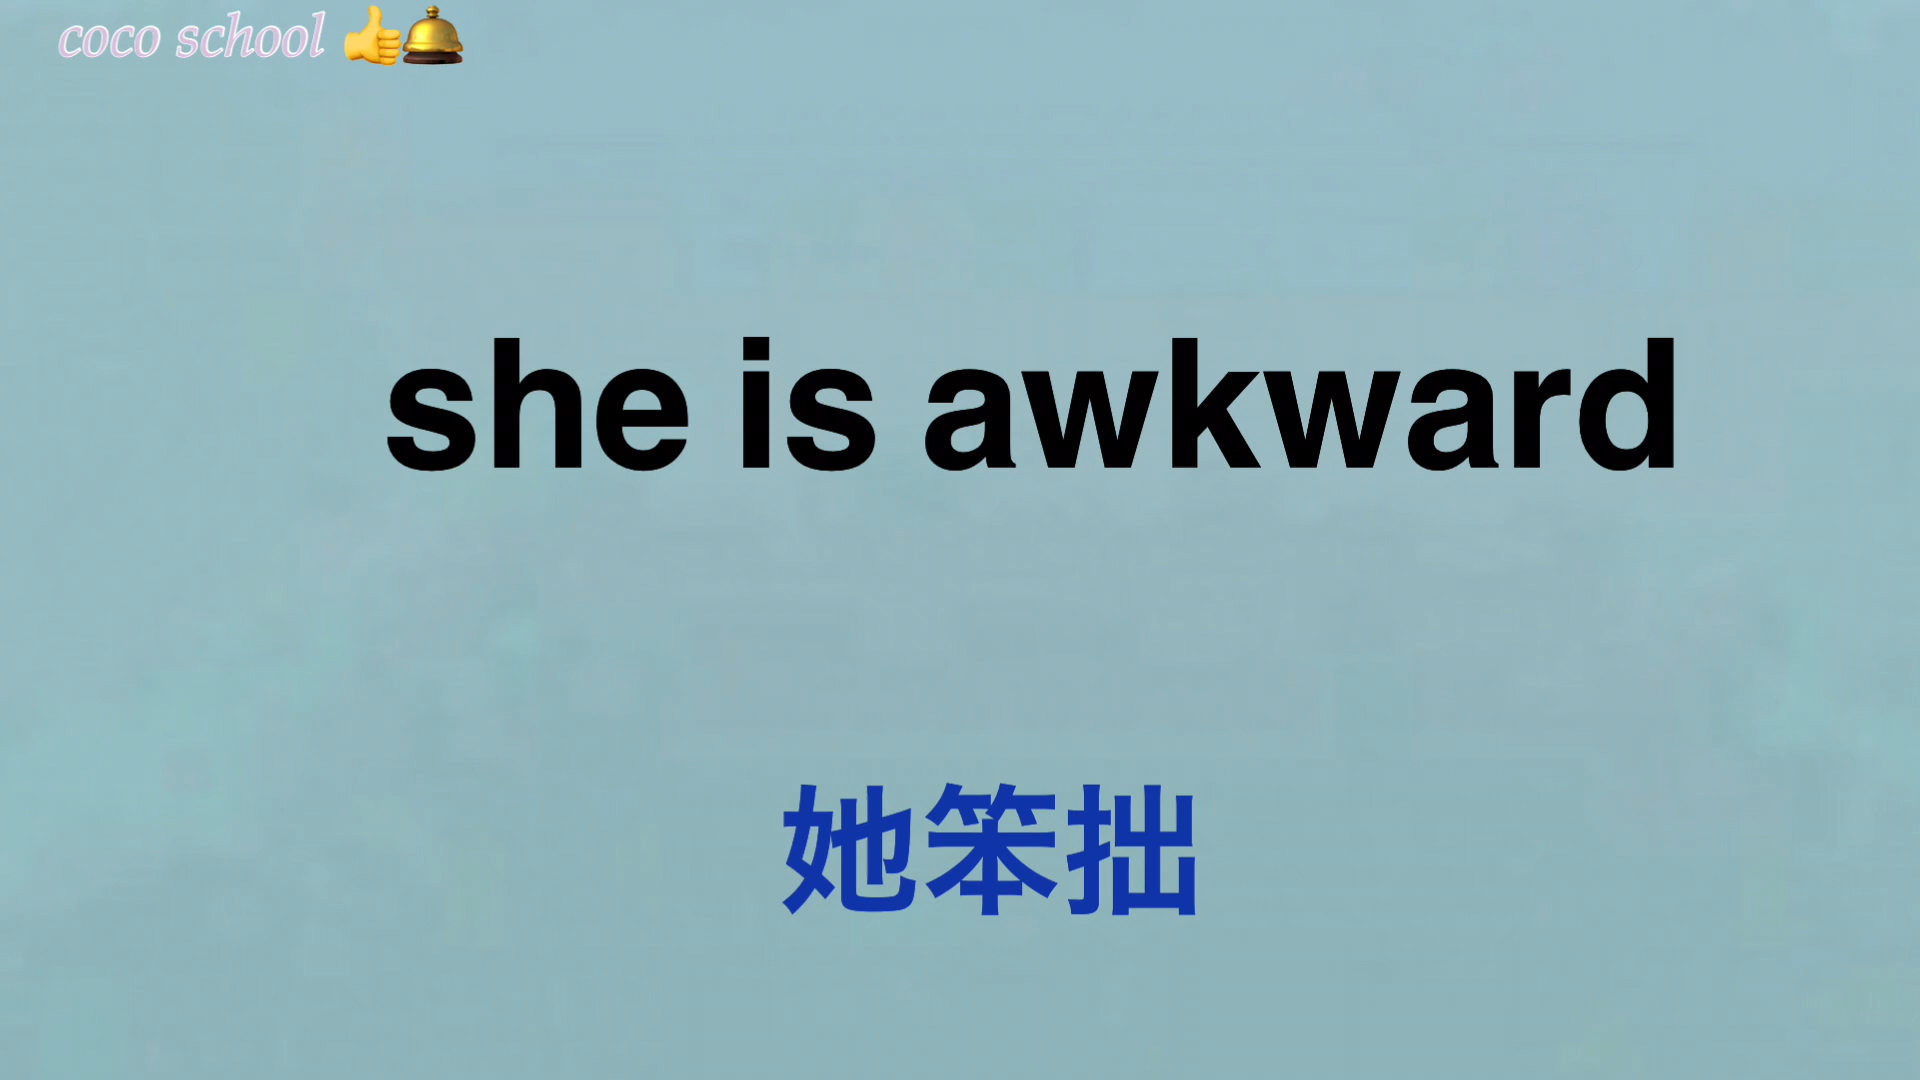 coco school 👍🛎️
she is awkward
她笨拙